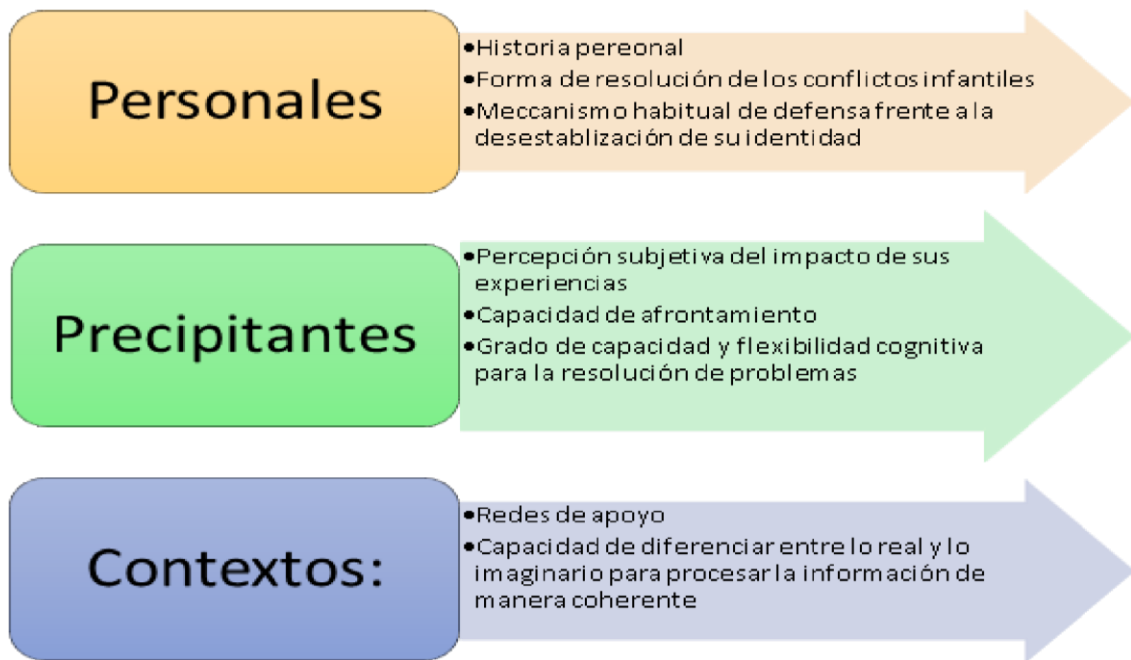 Personales
•Historia pereonal
•Forma de resolución de los conflictos infantiles
•Meccanismo habitual de defensa frente a la
desestablización de su identidad
Precipitantes
•Percepción subjetiva del impacto de sus
experiencias
•Capacidad de afrontamiento
•Grado de capacidad y flexibilidad cognitiva
para la resolución de problemas
Contextos:
•Redes de apoyo
•Capacidad de diferenciar entre lo real y lo
imaginario para procesar la información de
manera coherente